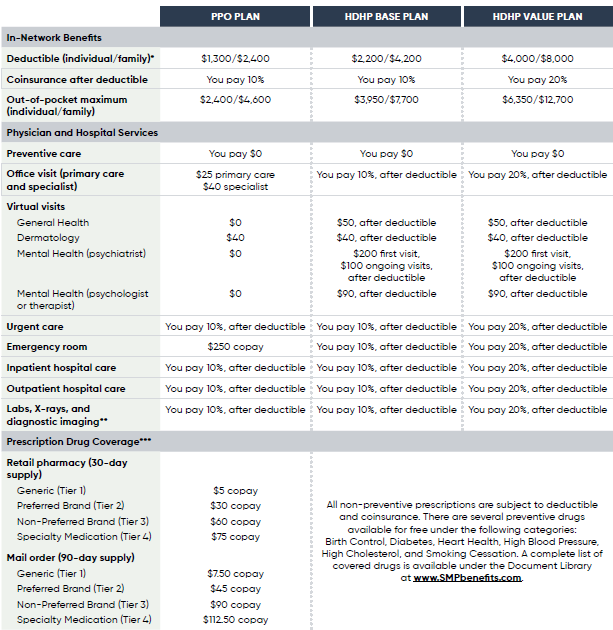 PPO PLAN HDHP BASE PLAN HDHP VALUE PLAN
In-Network Benefits
Deductible (individual/family)* $1,300/$2,400 $2,200/$4,200 $4,000/$8,000
Coinsurance after deductible You pay 10% You pay 10% You pay 20%
Out-of-pocket maximum $2,400/$4,600 $3,950/$7,700 $6,350/$12,700
(individual/family)
Physician and Hospital Services
Preventive care You pay $0 You pay $0 You pay $0
Office visit (primary care $25 primary care You pay 10%, after deductible You pay 20%, after deductible
and specialist) $40 specialist
Virtual visits
General Health $0 $50, after deductible $50, after deductible
Dermatology $40 $40, after deductible $40, after deductible
Mental Health (psychiatrist) $0 $200 first visit, $200 first visit,
$100 ongoing visits, $100 ongoing visits,
after deductible after deductible
Mental Health (psychologist $0 $90, after deductible $90, after deductible
or therapist)
Urgent care You pay 10%, after deductible You pay 10%, after deductible You pay 20%, after deductible
Emergency room $250 copay You pay 10%, after deductible You pay 20%, after deductible
Inpatient hospital care You pay 10%, after deductible You pay 10%, after deductible You pay 20%, after deductible
Outpatient hospital care You pay 10%, after deductible You pay 10%, after deductible You pay 20%, after deductible
Labs, X-rays, and You pay 10%, after deductible You pay 10%, after deductible You pay 20%, after deductible
diagnostic imaging**
Prescription Drug Coverage***
Retail pharmacy (30-day
supply)
Generic (Tier 1) $5 copay
Preferred Brand (Tier 2) $30 copay
Non-Preferred Brand (Tier 3) $60 copay
Specialty Medication (Tier 4) $75 copay
Mail order (90-day supply)
Generic (Tier 1) $7.50 copay
Preferred Brand (Tier 2) $45 copay
Non-Preferred Brand (Tier 3) $90 copay
Specialty Medication (Tier 4) $112.50 copay
All non-preventive prescriptions are subject to deductible
and coinsurance. There are several preventive drugs
available for free under the following categories:
Birth Control, Diabetes, Heart Health, High Blood Pressure,
High Cholesterol, and Smoking Cessation. A complete list of
covered drugs is available under the Document Library
at www.SMPbenefits.com.